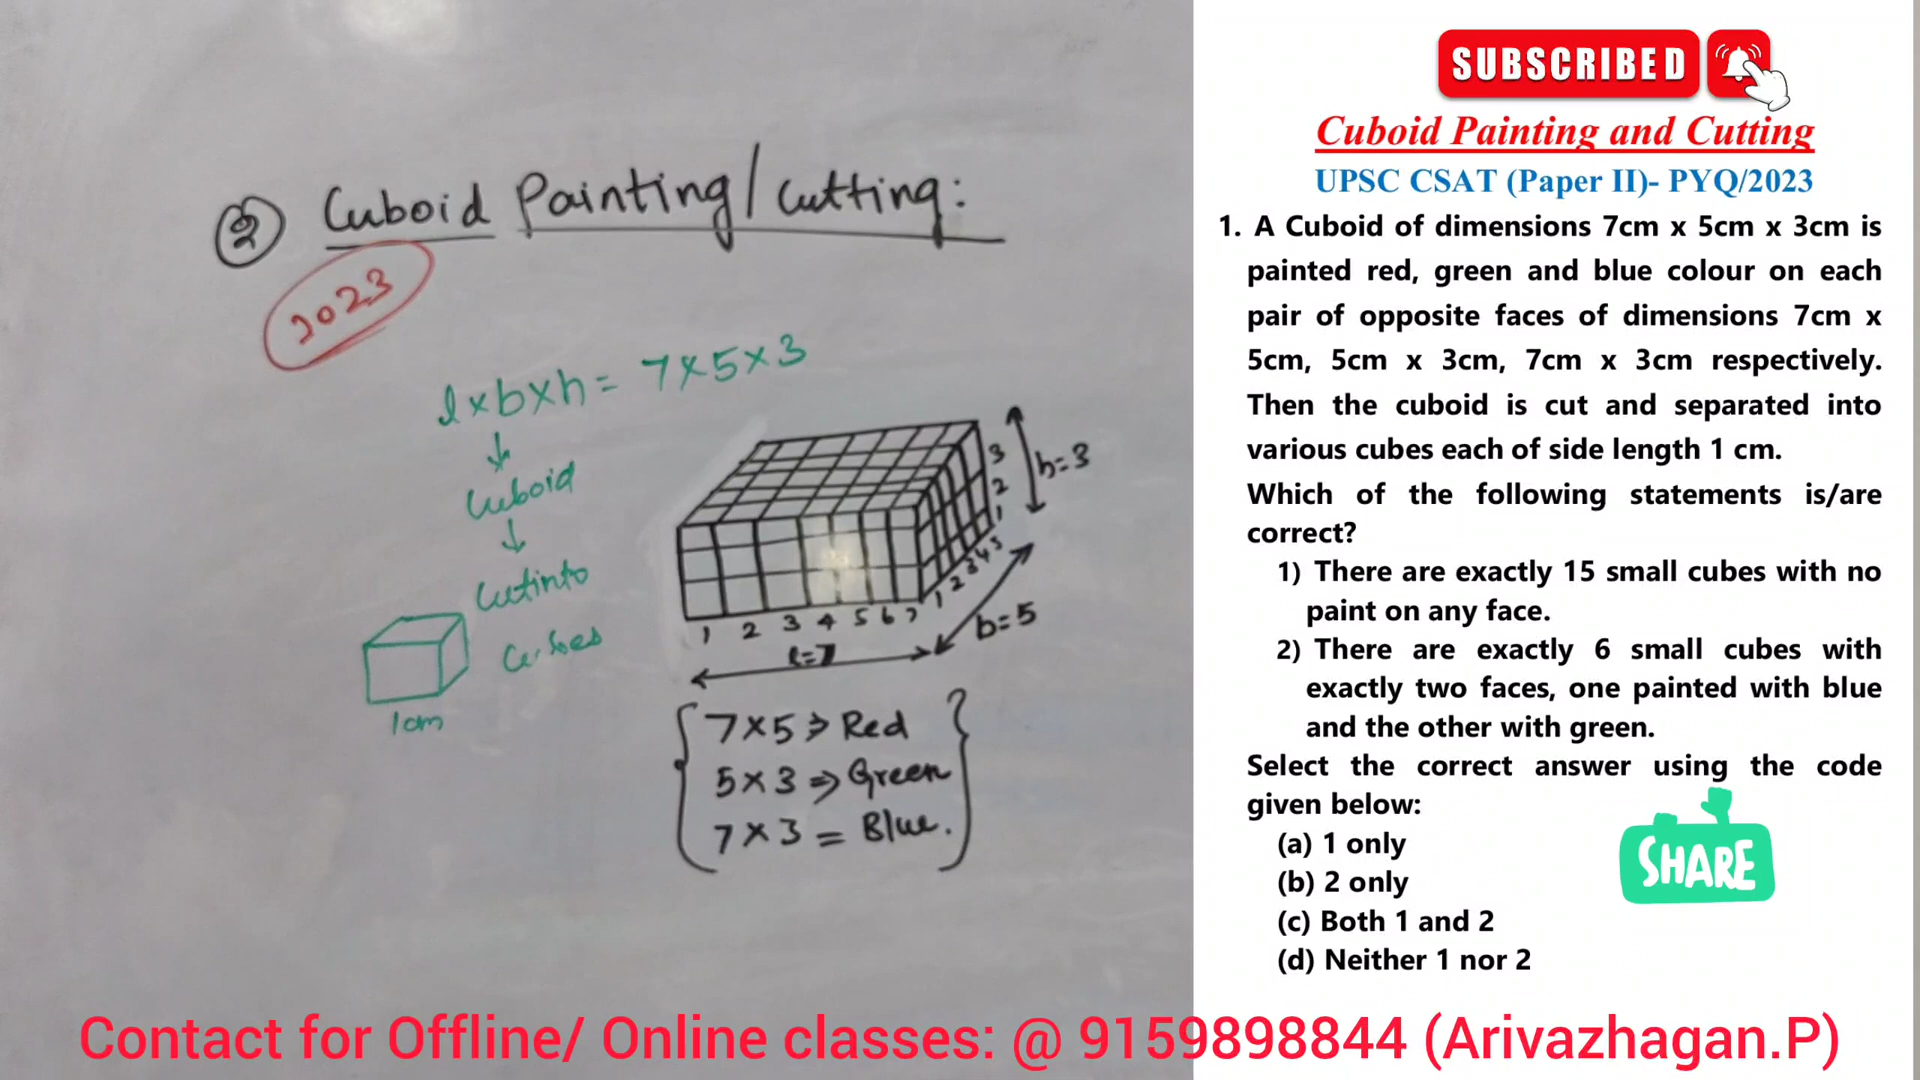 ② Cuboid Painting/Cutting:
2023
l×b×h= 7×5×3
Cuboid
Cut into
Cubes
1cm
3
2
1
h=3
1 2 3 4 5
b=5
1 2 3 4 5 6 7
l=7
7×5⇒ Red
5×3⇒ Green
7×3 = Blue.
SUBSCRIBED
Cuboid Painting and Cutting
UPSC CSAT (Paper II)- PYQ/2023
1. A Cuboid of dimensions 7cm x 5cm x 3cm is
painted red, green and blue colour on each
pair of opposite faces of dimensions 7cm x
5cm, 5cm x 3cm, 7cm x 3cm respectively.
Then the cuboid is cut and separated into
various cubes each of side length 1 cm.
Which of the following statements is/are
correct?
1) There are exactly 15 small cubes with no
paint on any face.
2) There are exactly 6 small cubes with
exactly two faces, one painted with blue
and the other with green.
Select the correct answer using the code
given below:
(a) 1 only
(b) 2 only
(c) Both 1 and 2
(d) Neither 1 nor 2
SHARE
Contact for Offline/ Online classes: @ 9159898844 (Arivazhagan.P)